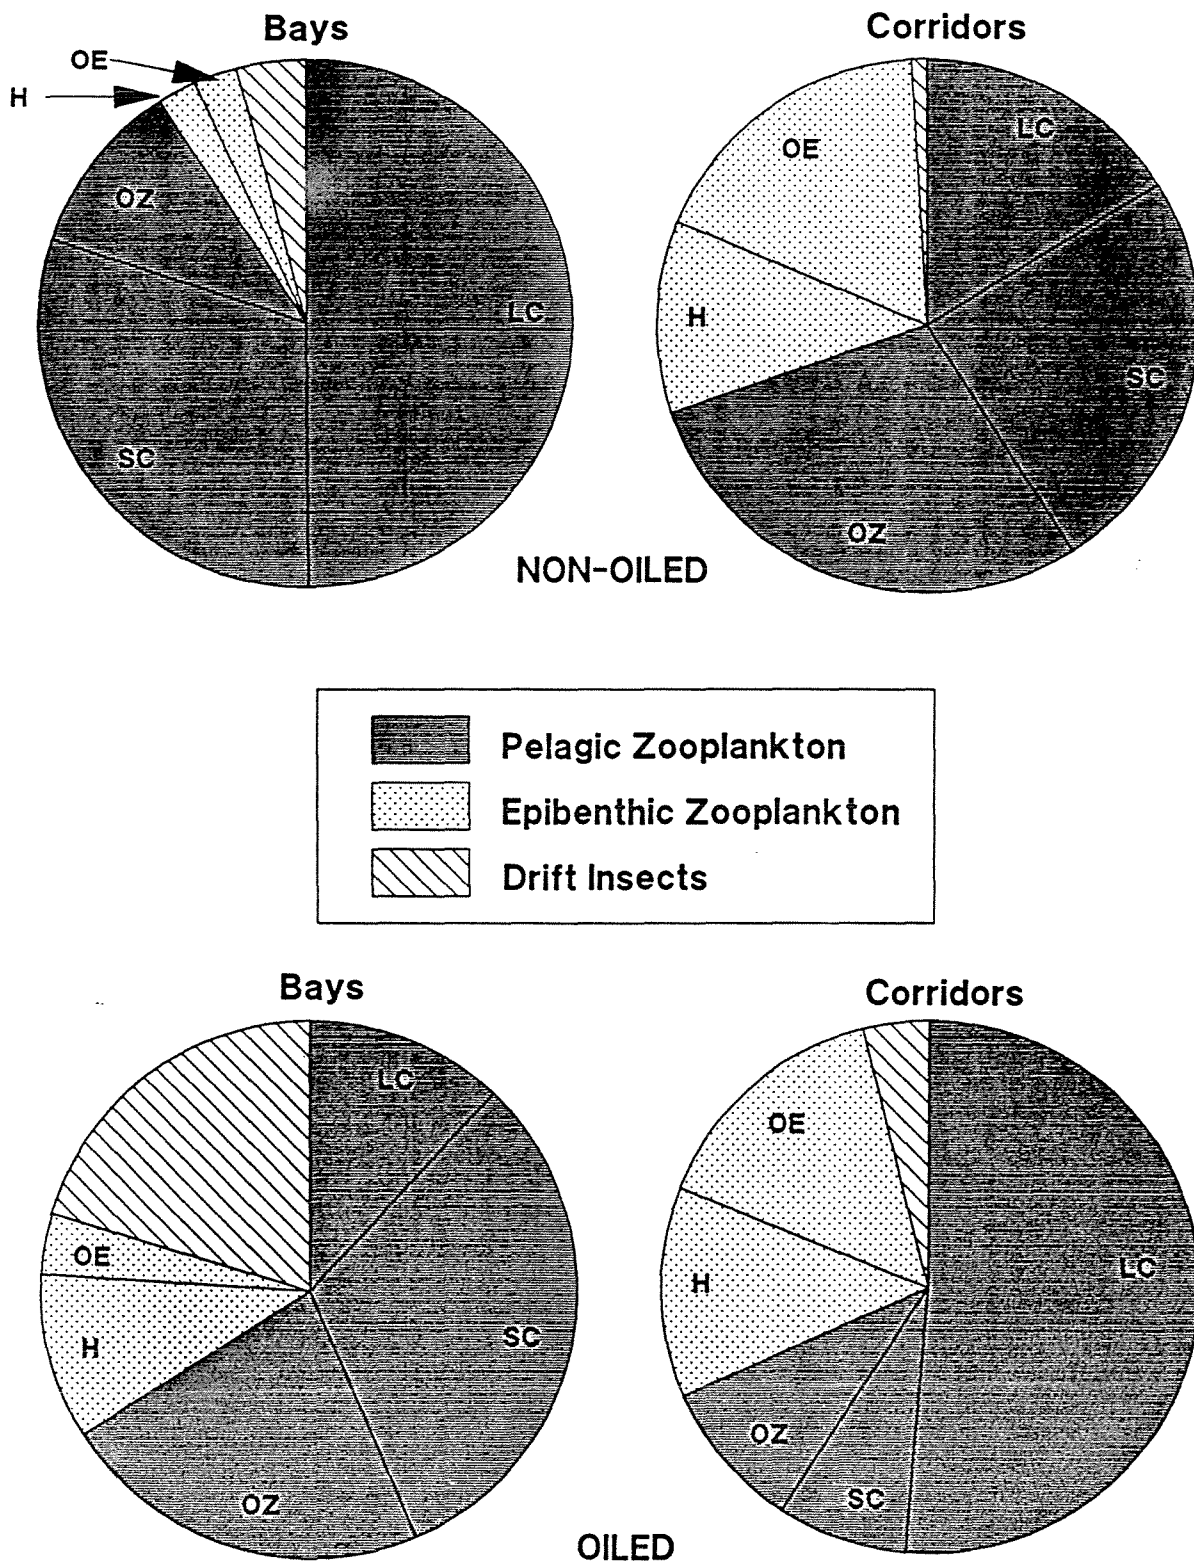 Bays
Corridors
OE
H
OZ
LC
SC
OE
LC
H
SC
OZ
NON-OILED
Pelagic Zooplankton
Epibenthic Zooplankton
Drift Insects
Bays
Corridors
LC
OE
SC
H
OZ
OE
LC
H
OZ
SC
OILED